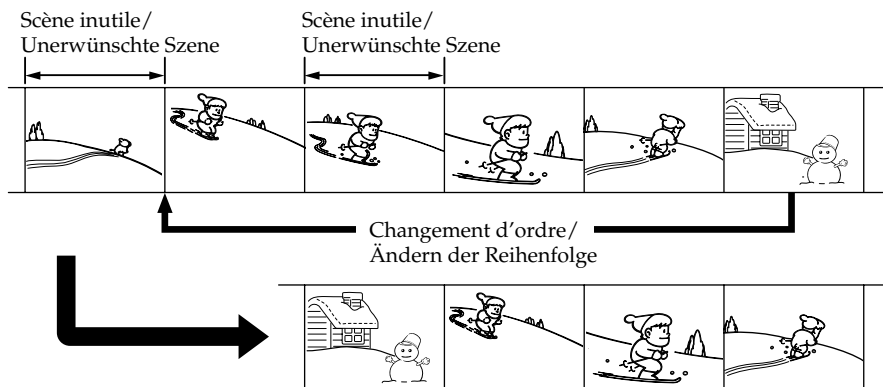 Scène inutile/
Unerwünschte Szene
Scène inutile/
Unerwünschte Szene
Changement d’ordre/
Ändern der Reihenfolge